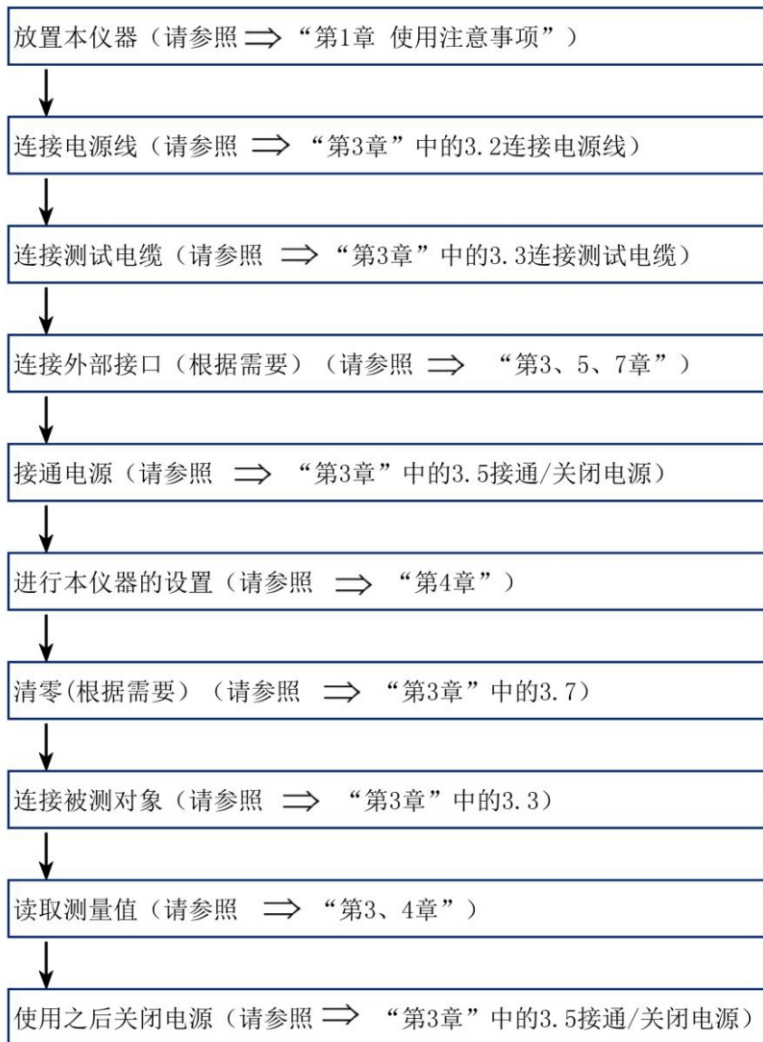 放置本仪器（请参照⇒“第1章 使用注意事项”）
连接电源线（请参照 ⇒ “第3章”中的3.2连接电源线）
连接测试电缆（请参照 ⇒ “第3章”中的3.3连接测试电缆）
连接外部接口（根据需要）（请参照 ⇒ “第3、5、7章”）
接通电源（请参照 ⇒ “第3章”中的3.5接通/关闭电源）
进行本仪器的设置（请参照 ⇒ “第4章”）
清零(根据需要）（请参照 ⇒ “第3章”中的3.7）
连接被测对象（请参照 ⇒ “第3章”中的3.3）
读取测量值（请参照 ⇒ “第3、4章”）
使用之后关闭电源（请参照⇒ “第3章”中的3.5接通/关闭电源）